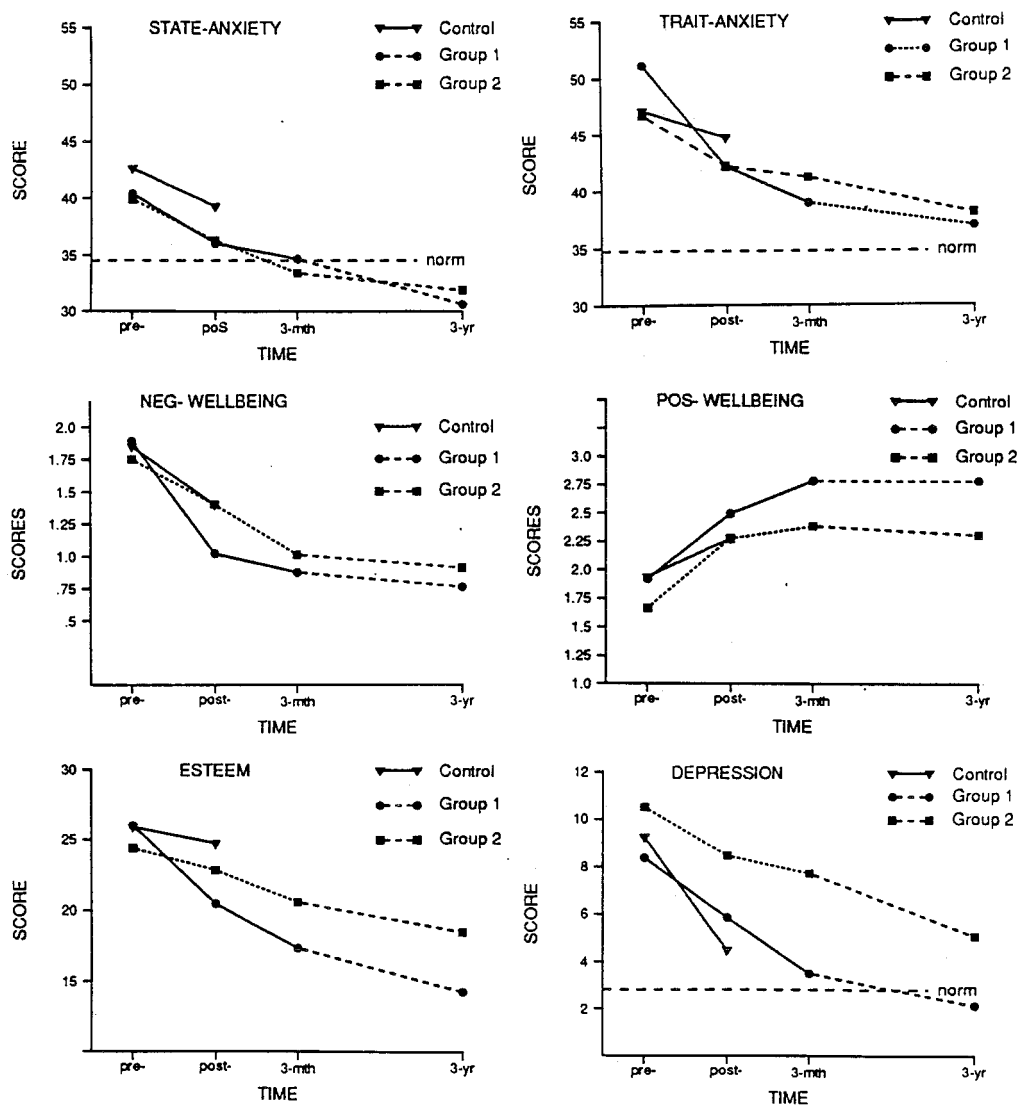 STATE-ANXIETY
Control
Group 1
Group 2
55
50
45
40
35
30
SCORE
norm
pre-
poS
3-mth
3-yr
TIME
TRAIT-ANXIETY
Control
Group 1
Group 2
55
50
45
40
35
30
SCORE
norm
pre-
post-
3-mth
3-yr
TIME
NEG- WELLBEING
Control
Group 1
Group 2
2.0
1.75
1.5
1.25
1.0
.75
.5
SCORES
pre-
post-
3-mth
3-yr
TIME
POS- WELLBEING
Control
Group 1
Group 2
3.0
2.75
2.5
2.25
2.0
1.75
1.5
1.25
1.0
SCORES
pre-
post-
3-mth
3-yr
TIME
ESTEEM
Control
Group 1
Group 2
30
25
20
15
SCORE
pre-
post-
3-mth
3-yr
TIME
DEPRESSION
Control
Group 1
Group 2
12
10
8
6
4
2
SCORE
norm
pre-
post-
3-mth
3-yr
TIME